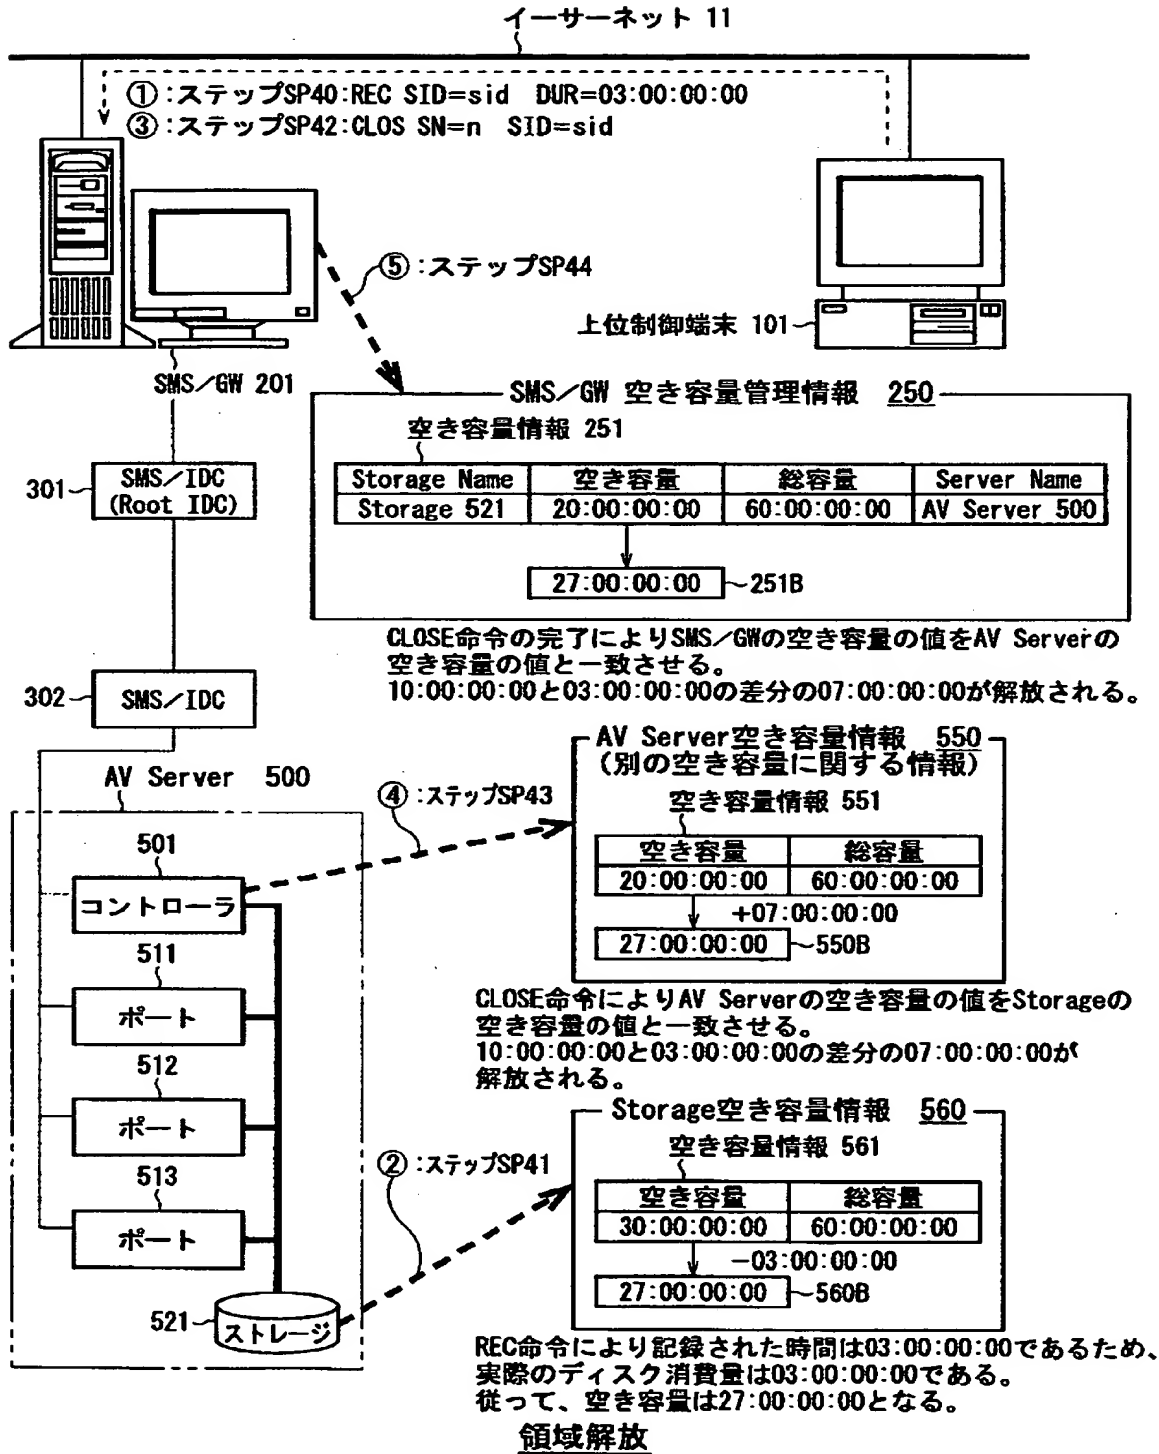 イーサーネット 11
①:ステップSP40:REC SID=sid DUR=03:00:00:00
③:ステップSP42:CLOS SN=n SID=sid
⑤:ステップSP44
上位制御端末 101
SMS/GW 201
SMS/GW 空き容量管理情報 250
空き容量情報 251
Storage Name 空き容量 総容量 Server Name
Storage 521 20:00:00:00 60:00:00:00 AV Server 500
27:00:00:00 251B
301 SMS/IDC
(Root IDC)
CLOSE命令の完了によりSMS/GWの空き容量の値をAV Serverの
空き容量の値と一致させる。
10:00:00:00と03:00:00:00の差分の07:00:00:00が解放される。
302 SMS/IDC
AV Server 500
④:ステップSP43
AV Server空き容量情報 550
(別の空き容量に関する情報)
空き容量情報 551
空き容量 総容量
20:00:00:00 60:00:00:00
+07:00:00:00
27:00:00:00 550B
CLOSE命令によりAV Serverの空き容量の値をStorageの
空き容量の値と一致させる。
10:00:00:00と03:00:00:00の差分の07:00:00:00が
解放される。
501
コントローラ
511
ポート
512
ポート
513
ポート
521 ストレージ
②:ステップSP41
Storage空き容量情報 560
空き容量情報 561
空き容量 総容量
30:00:00:00 60:00:00:00
−03:00:00:00
27:00:00:00 560B
REC命令により記録された時間は03:00:00:00であるため、
実際のディスク消費量は03:00:00:00である。
従って、空き容量は27:00:00:00となる。
領域解放